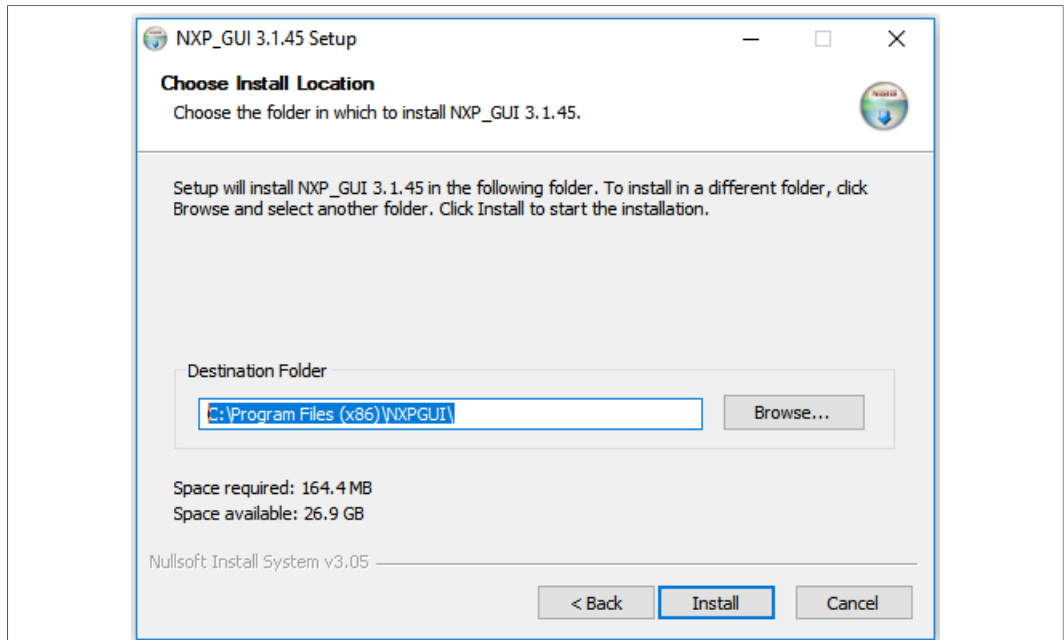 NXP_GUI 3.1.45 Setup
Choose Install Location
Choose the folder in which to install NXP_GUI 3.1.45.
Setup will install NXP_GUI 3.1.45 in the following folder. To install in a different folder, click
Browse and select another folder. Click Install to start the installation.
Destination Folder
C:\Program Files (x86)\NXPGUI\
Browse...
Space required: 164.4 MB
Space available: 26.9 GB
Nullsoft Install System v3.05
< Back
Install
Cancel